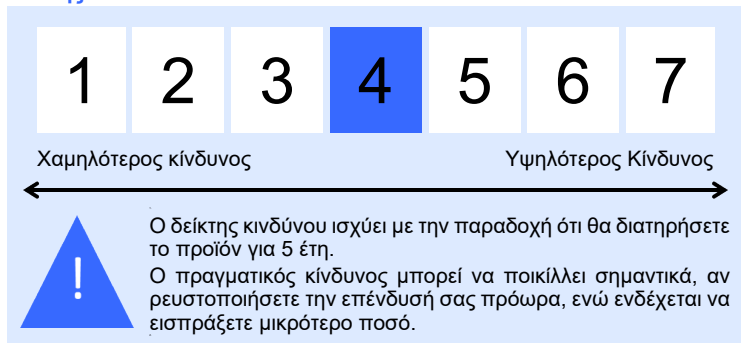 1 2 3 4 5 6 7
Χαμηλότερος κίνδυνος Υψηλότερος Κίνδυνος
Ο δείκτης κινδύνου ισχύει με την παραδοχή ότι θα διατηρήσετε
το προϊόν για 5 έτη.
!
Ο πραγματικός κίνδυνος μπορεί να ποικίλλει σημαντικά, αν
ρευστοποιήσετε την επένδυσή σας πρόωρα, ενώ ενδέχεται να
εισπράξετε μικρότερο ποσό.